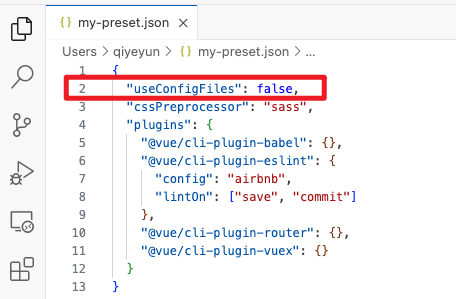 my-preset.json
Users > qiyeyun > my-preset.json > ...
1 {
2 "useConfigFiles": false,
3 "cssPreprocessor": "sass",
4 "plugins": {
5 "@vue/cli-plugin-babel": {},
6 "@vue/cli-plugin-eslint": {
7 "config": "airbnb",
8 "lintOn": ["save", "commit"]
9 },
10 "@vue/cli-plugin-router": {},
11 "@vue/cli-plugin-vuex": {}
12 }
13 }